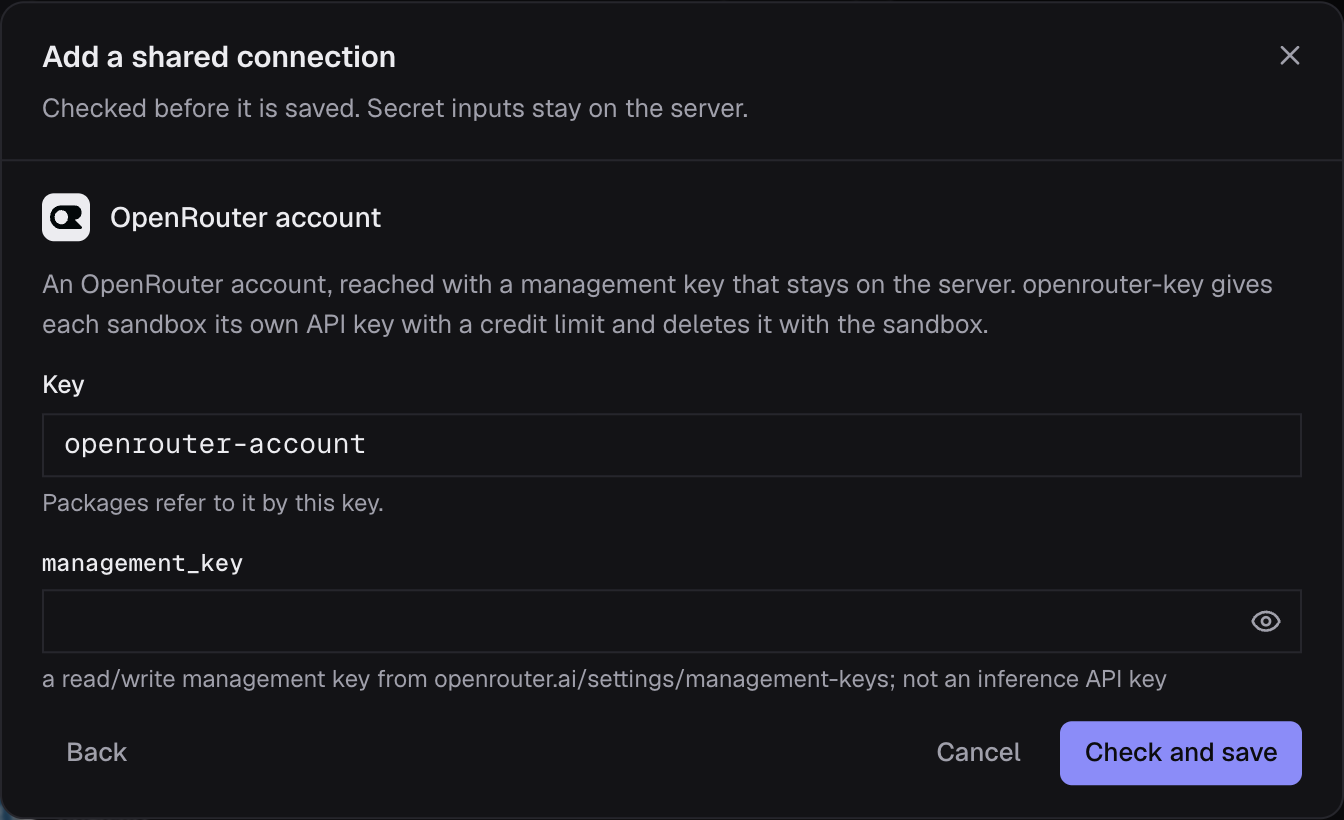 Add a shared connection
Checked before it is saved. Secret inputs stay on the server.
OpenRouter account
An OpenRouter account, reached with a management key that stays on the server. openrouter-key gives
each sandbox its own API key with a credit limit and deletes it with the sandbox.
Key
openrouter-account
Packages refer to it by this key.
management_key
a read/write management key from openrouter.ai/settings/management-keys; not an inference API key
Back
Cancel
Check and save